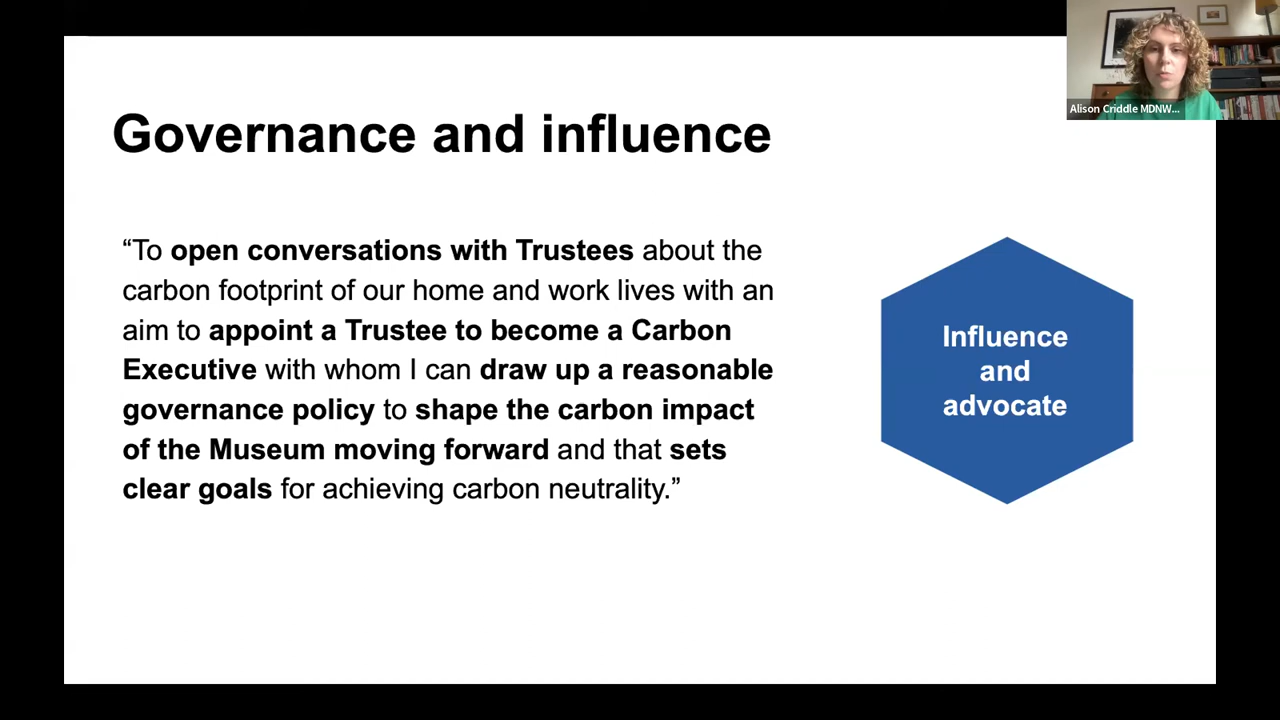 Governance and influence
“To open conversations with Trustees about the
carbon footprint of our home and work lives with an
aim to appoint a Trustee to become a Carbon
Executive with whom I can draw up a reasonable
governance policy to shape the carbon impact
of the Museum moving forward and that sets
clear goals for achieving carbon neutrality.”
Influence
and
advocate
Alison Criddle MDNW...